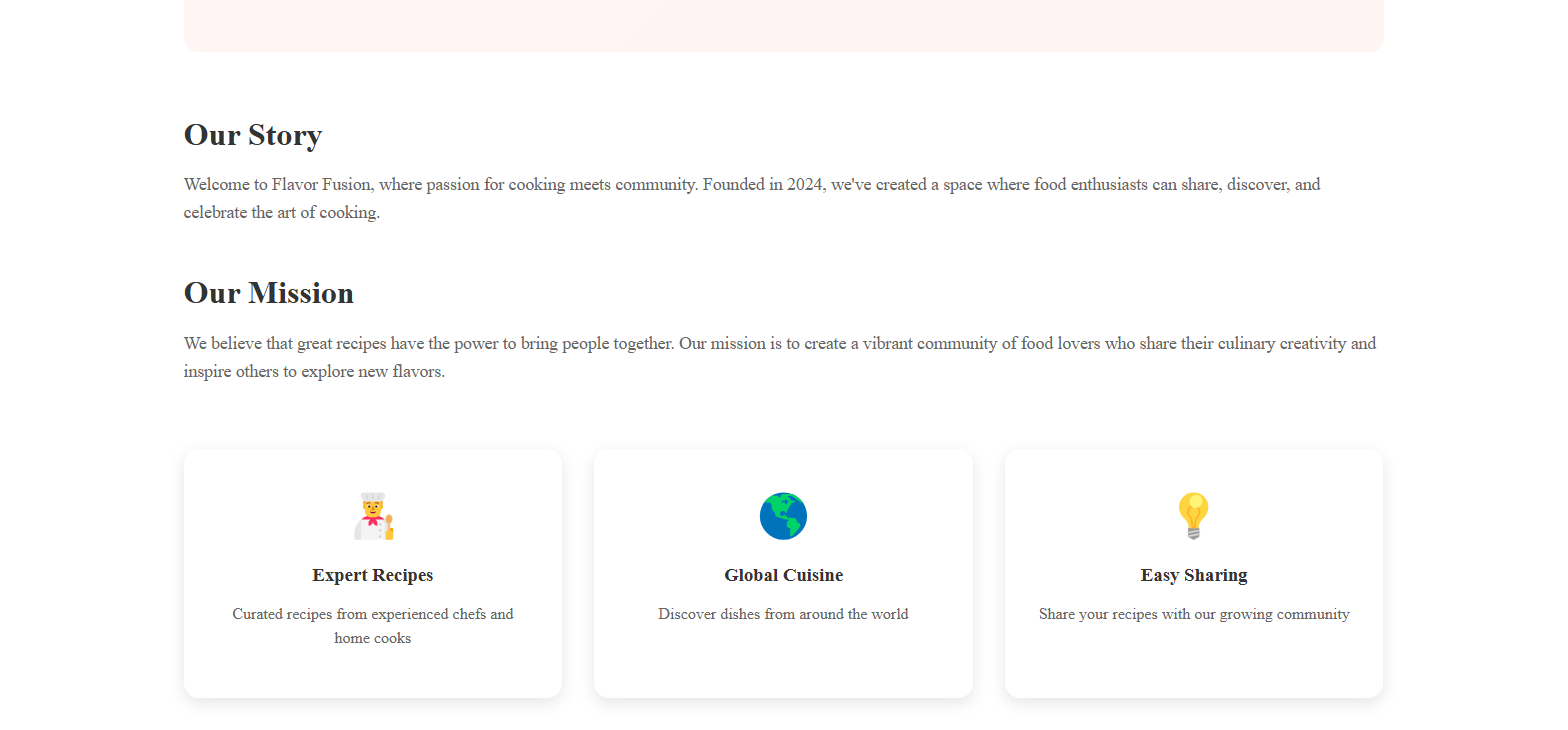 Our Story
Welcome to Flavor Fusion, where passion for cooking meets community. Founded in 2024, we've created a space where food enthusiasts can share, discover, and
celebrate the art of cooking.
Our Mission
We believe that great recipes have the power to bring people together. Our mission is to create a vibrant community of food lovers who share their culinary creativity and
inspire others to explore new flavors.
Expert Recipes
Curated recipes from experienced chefs and
home cooks
Global Cuisine
Discover dishes from around the world
Easy Sharing
Share your recipes with our growing community